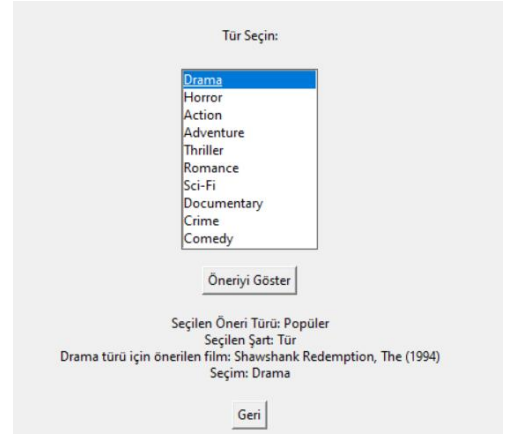 Tür Seçin:
Drama
Horror
Action
Adventure
Thriller
Romance
Sci-Fi
Documentary
Crime
Comedy
Öneriyi Göster
Seçilen Öneri Türü: Popüler
Seçilen Şart: Tür
Drama türü için önerilen film: Shawshank Redemption, The (1994)
Seçim: Drama
Geri